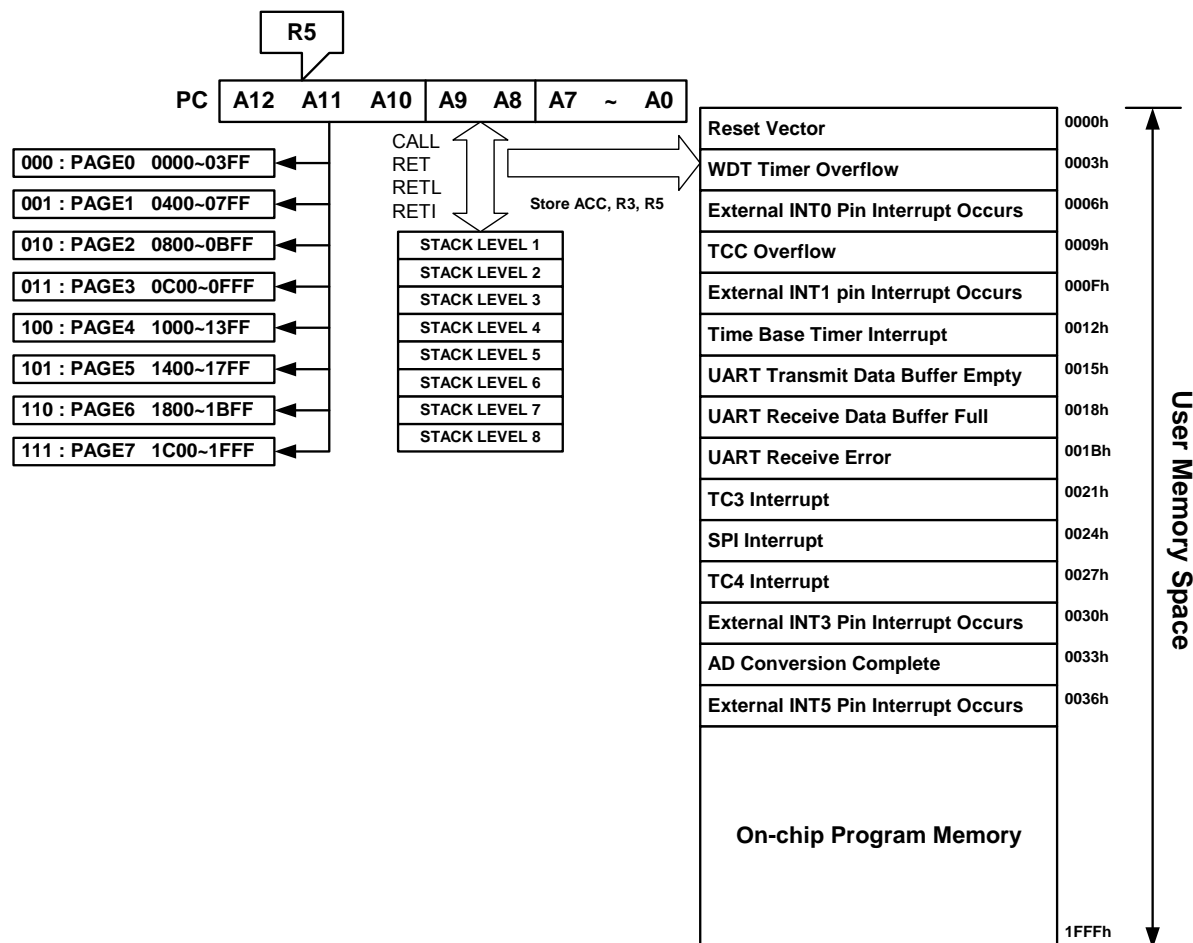 R5
PC A12 A11 A10 A9 A8 A7 ~ A0
000 : PAGE0 0000~03FF
001 : PAGE1 0400~07FF
010 : PAGE2 0800~0BFF
011 : PAGE3 0C00~0FFF
100 : PAGE4 1000~13FF
101 : PAGE5 1400~17FF
110 : PAGE6 1800~1BFF
111 : PAGE7 1C00~1FFF
CALL
RET
RETL
RETI
Store ACC, R3, R5
STACK LEVEL 1
STACK LEVEL 2
STACK LEVEL 3
STACK LEVEL 4
STACK LEVEL 5
STACK LEVEL 6
STACK LEVEL 7
STACK LEVEL 8
Reset Vector 0000h
WDT Timer Overflow 0003h
External INT0 Pin Interrupt Occurs 0006h
TCC Overflow 0009h
External INT1 pin Interrupt Occurs 000Fh
Time Base Timer Interrupt 0012h
UART Transmit Data Buffer Empty 0015h
UART Receive Data Buffer Full 0018h
UART Receive Error 001Bh
TC3 Interrupt 0021h
SPI Interrupt 0024h
TC4 Interrupt 0027h
External INT3 Pin Interrupt Occurs 0030h
AD Conversion Complete 0033h
External INT5 Pin Interrupt Occurs 0036h
On-chip Program Memory
1FFFh
User Memory Space